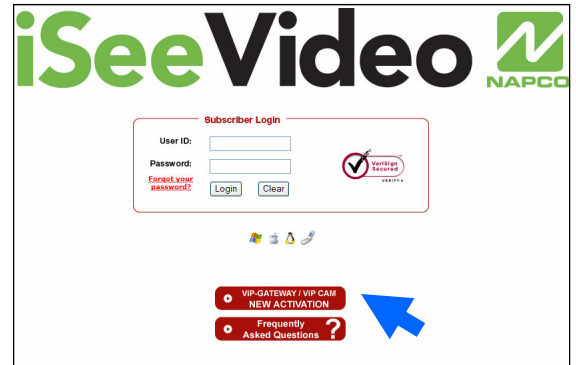 iSeeVideo
NAPCO
Subscriber Login
User ID:
Password:
Forgot your
password?
Login Clear
VeriSign
Secured
VERIFY
ViP-GATEWAY / ViP CAM
NEW ACTIVATION
Frequently
Asked Questions ?